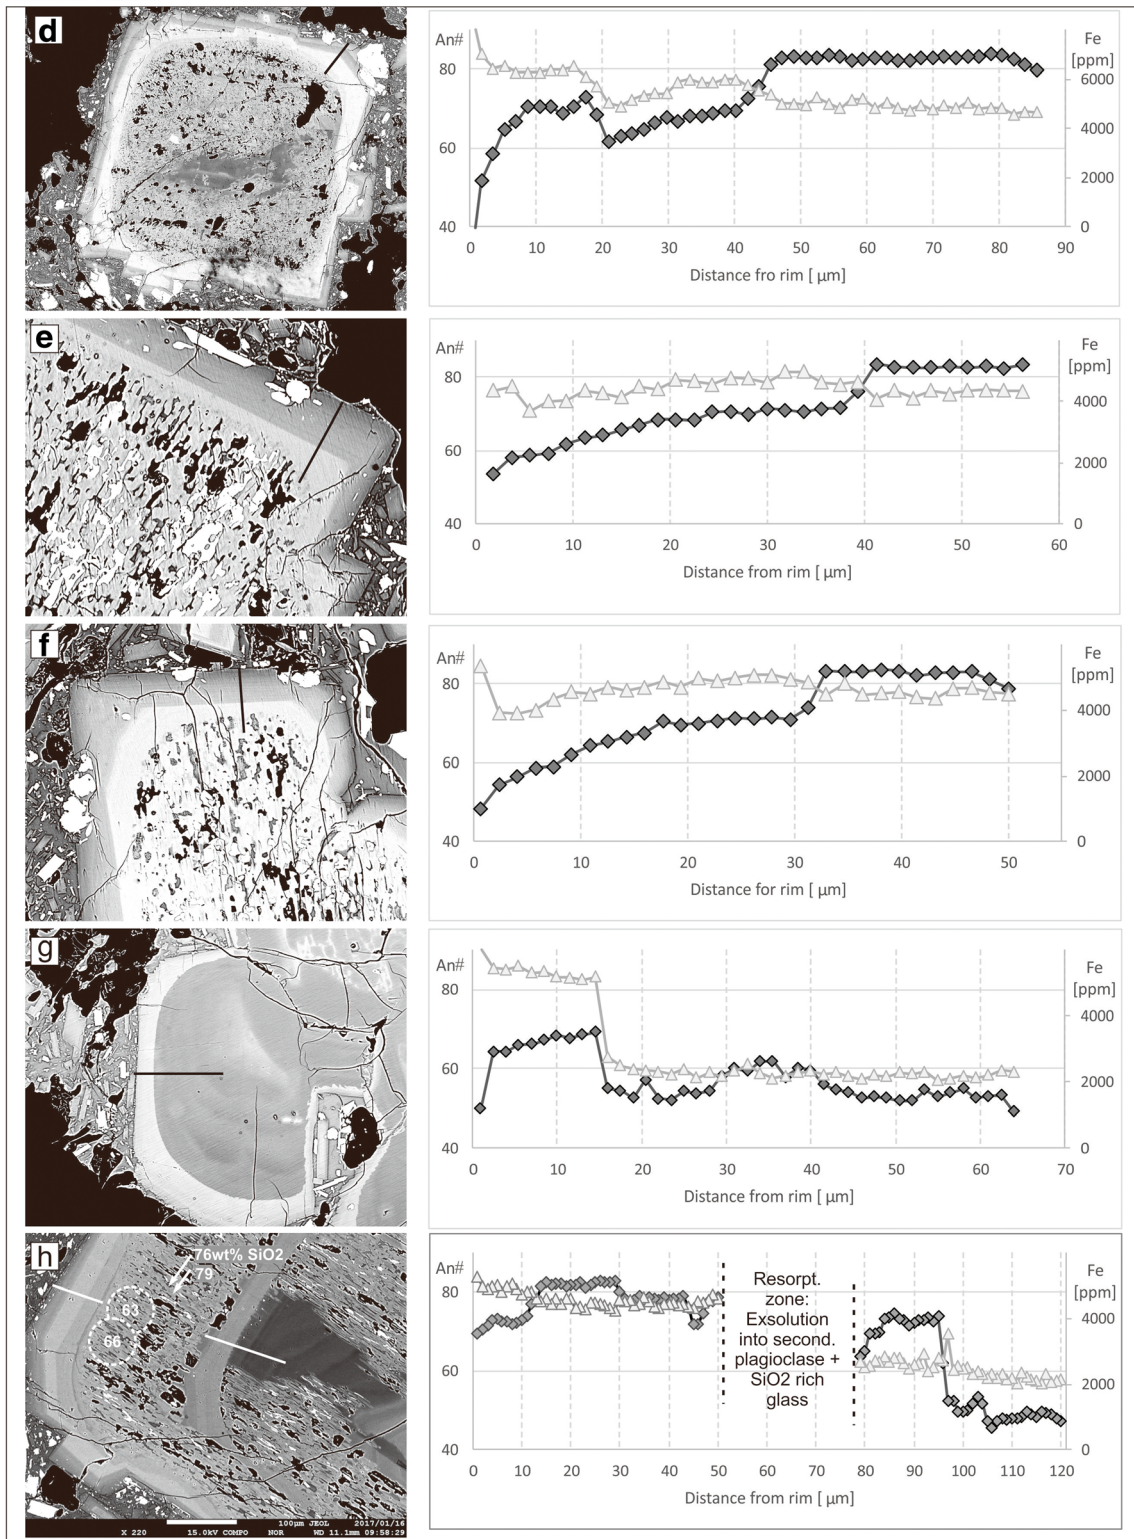 d
An#
Fe
[ppm]
80
60
40
6000
4000
2000
0
0 10 20 30 40 50 60 70 80 90
Distance fro rim [ µm]
e
An#
Fe
[ppm]
80
60
40
4000
2000
0
0 10 20 30 40 50 60
Distance from rim [ µm]
f
An#
Fe
[ppm]
80
60
40
4000
2000
0
0 10 20 30 40 50
Distance for rim [ µm]
g
An#
Fe
[ppm]
80
60
40
4000
2000
0
0 10 20 30 40 50 60 70
Distance from rim [ µm]
h
76wt% SiO2
79
63
66
100µm JEOL 2017/01/16
X 220 15.0kV COMPO NOR WD 11.1mm 09:58:29
An#
Fe
[ppm]
80
60
40
4000
2000
0
Resorpt.
zone:
Exsolution
into second.
plagioclase +
SiO2 rich
glass
0 10 20 30 40 50 60 70 80 90 100 110 120
Distance from rim [ µm]